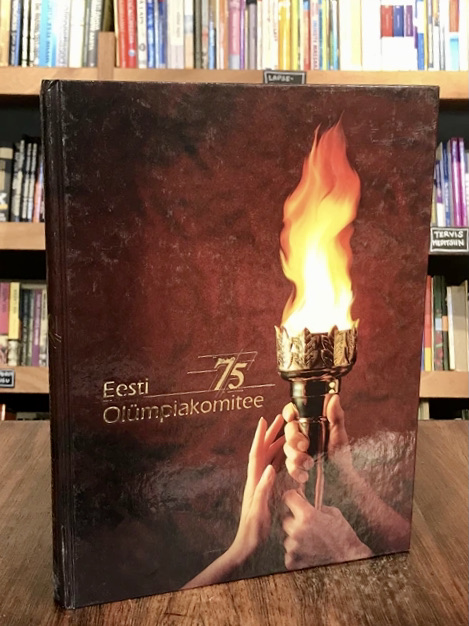 LAPSE-
TERVIS
Eesti 75
Olümpiakomitee